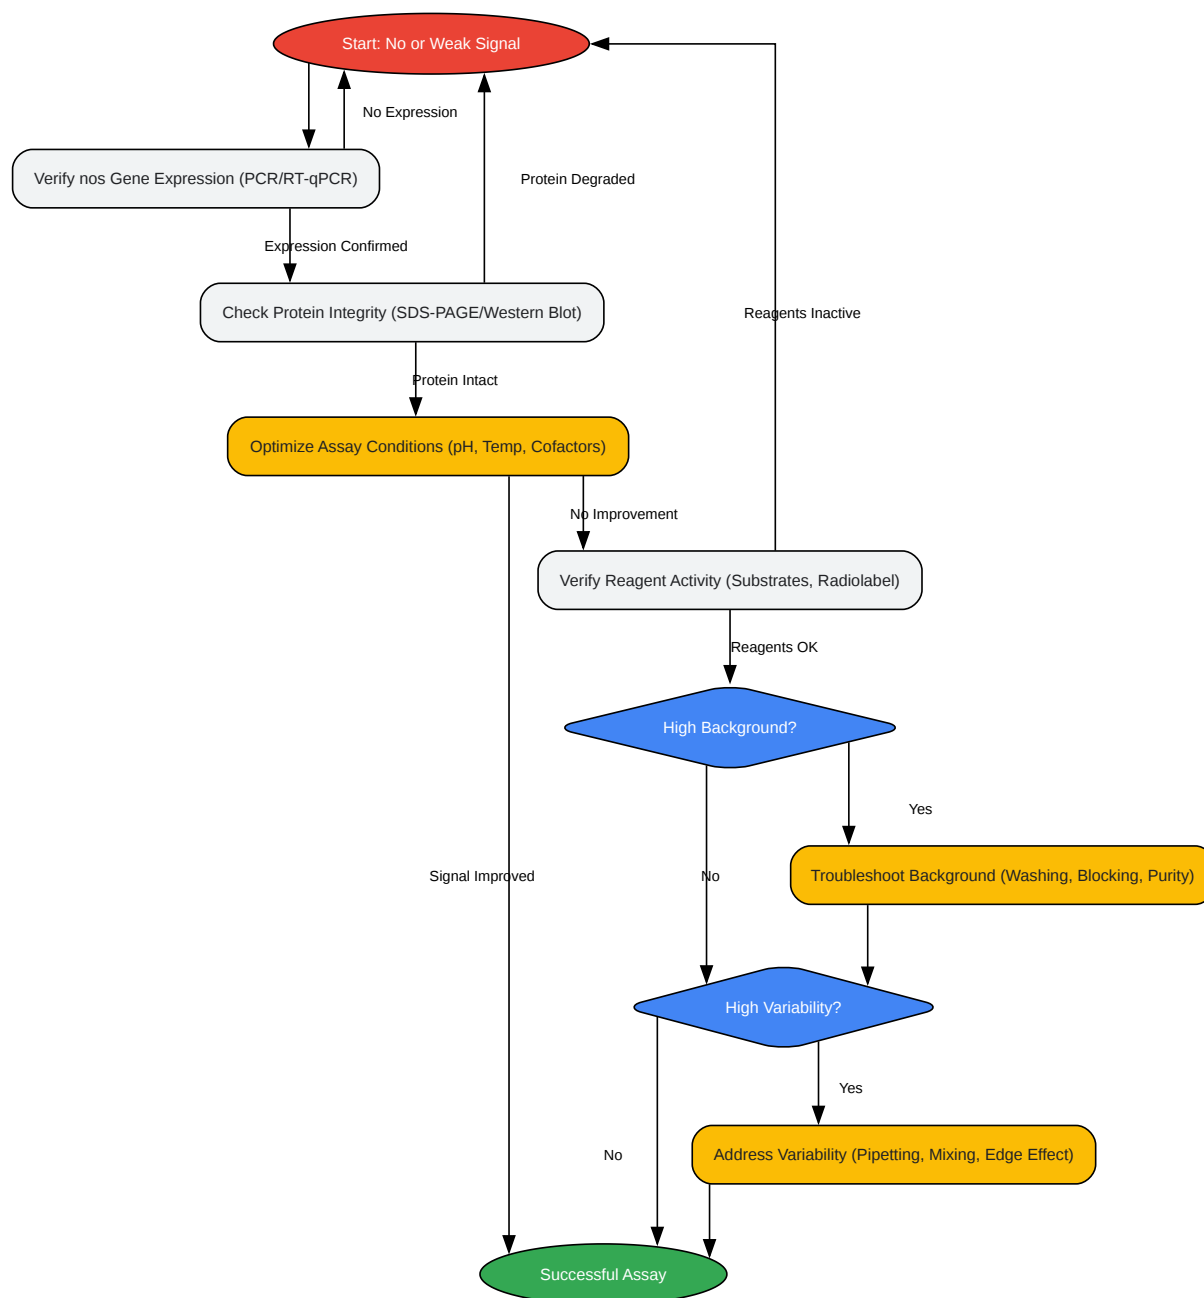 Start: No or Weak Signal
No Expression
Verify nos Gene Expression (PCR/RT-qPCR)
Protein Degraded
Expression Confirmed
Check Protein Integrity (SDS-PAGE/Western Blot)
Reagents Inactive
Protein Intact
Optimize Assay Conditions (pH, Temp, Cofactors)
No Improvement
Verify Reagent Activity (Substrates, Radiolabel)
Reagents OK
High Background?
Yes
Signal Improved
No
Troubleshoot Background (Washing, Blocking, Purity)
High Variability?
Yes
No
Address Variability (Pipetting, Mixing, Edge Effect)
Successful Assay